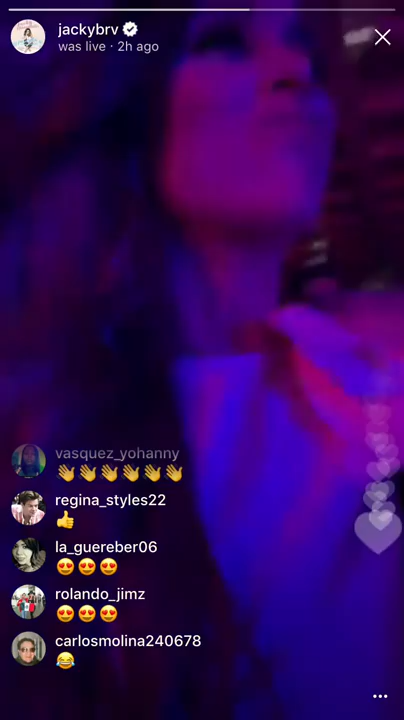 jackybrv
was live · 2h ago
vasquez_yohanny
👋👋👋👋👋👋
regina_styles22
👍
la_guereber06
😍😍😍
rolando_jimz
😍😍😍
carlosmolina240678
😂